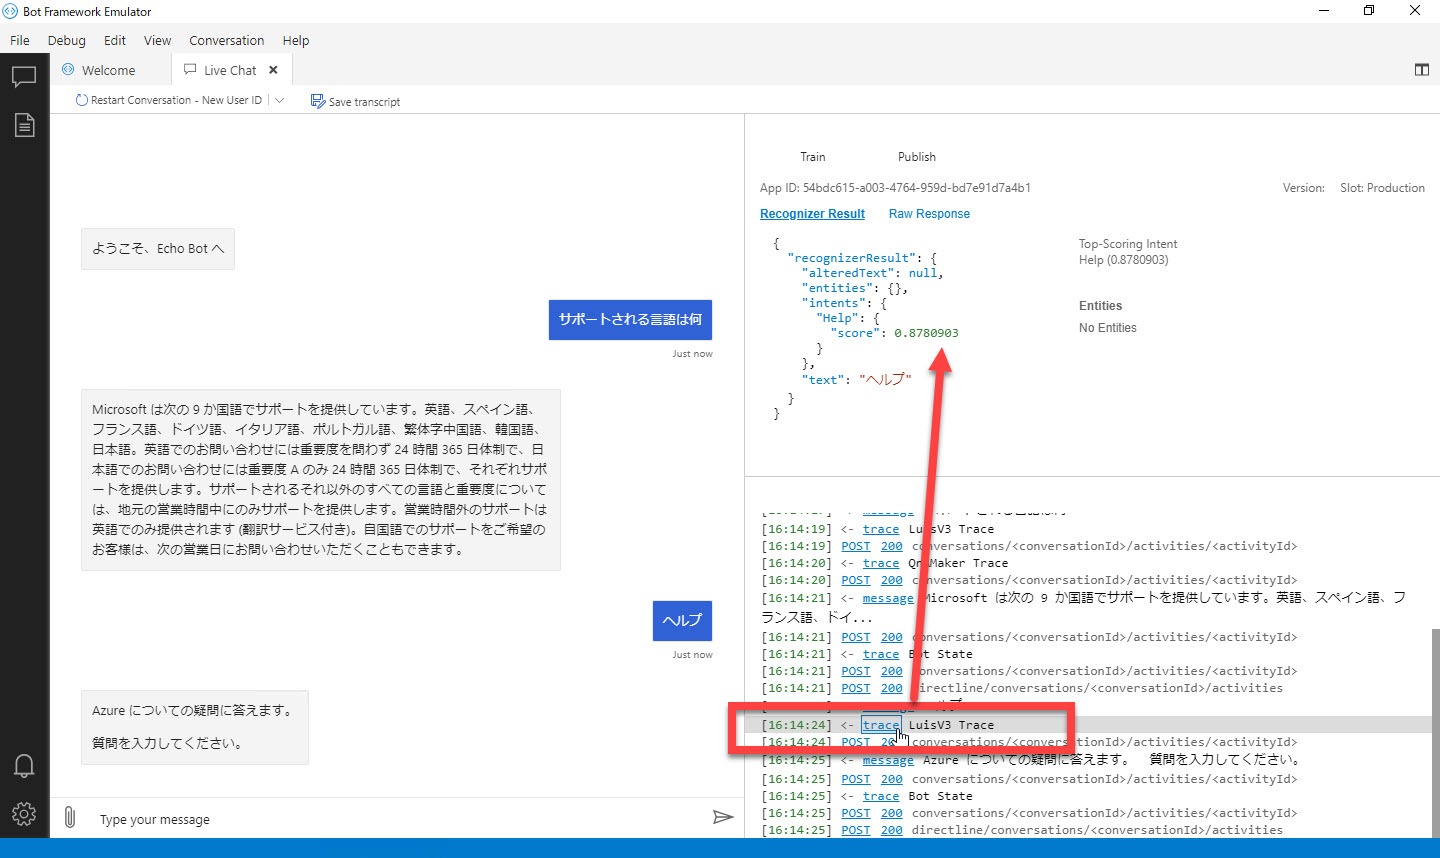 Bot Framework Emulator
File Debug Edit View Conversation Help
Welcome Live Chat
Restart Conversation - New User ID Save transcript
ようこそ、Echo Bot へ
サポートされる言語は何
Just now
Microsoft は次の 9 か国語でサポートを提供しています。英語、スペイン語、
フランス語、ドイツ語、イタリア語、ポルトガル語、繁体字中国語、韓国語、
日本語。英語でのお問い合わせには重要度を問わず 24 時間 365 日体制で、日
本語でのお問い合わせには重要度 A のみ 24 時間 365 日体制で、それぞれサポ
ートを提供します。サポートされるそれ以外のすべての言語と重要度について
は、地元の営業時間中にのみサポートを提供します。営業時間外のサポートは
英語でのみ提供されます (翻訳サービス付き)。自国語でのサポートをご希望の
お客様は、次の営業日にお問い合わせいただくこともできます。
ヘルプ
Just now
Azure についての疑問に答えます。
質問を入力してください。
Type your message
Train Publish
App ID: 54bdc615-a003-4764-959d-bd7e91d7a4b1 Version: Slot: Production
Recognizer Result Raw Response
{
"recognizerResult": {
"alteredText": null,
"entities": {},
"intents": {
"Help": {
"score": 0.8780903
}
},
"text": "ヘルプ"
}
}
Top-Scoring Intent
Help (0.8780903)
Entities
No Entities
[16:14:19] <- trace LuisV3 Trace
[16:14:19] POST 200 conversations/<conversationId>/activities/<activityId>
[16:14:20] <- trace QnAMaker Trace
[16:14:20] POST 200 conversations/<conversationId>/activities/<activityId>
[16:14:21] <- message Microsoft は次の 9 か国語でサポートを提供しています。英語、スペイン語、フ
ランス語、ドイ...
[16:14:21] POST 200 conversations/<conversationId>/activities/<activityId>
[16:14:21] <- trace Bot State
[16:14:21] POST 200 conversations/<conversationId>/activities/<activityId>
[16:14:21] POST 200 directline/conversations/<conversationId>/activities
[16:14:24] <- trace LuisV3 Trace
[16:14:24] POST 200 conversations/<conversationId>/activities/<activityId>
[16:14:25] <- message Azure についての疑問に答えます。 質問を入力してください。
[16:14:25] POST 200 conversations/<conversationId>/activities/<activityId>
[16:14:25] <- trace Bot State
[16:14:25] POST 200 conversations/<conversationId>/activities/<activityId>
[16:14:25] POST 200 directline/conversations/<conversationId>/activities